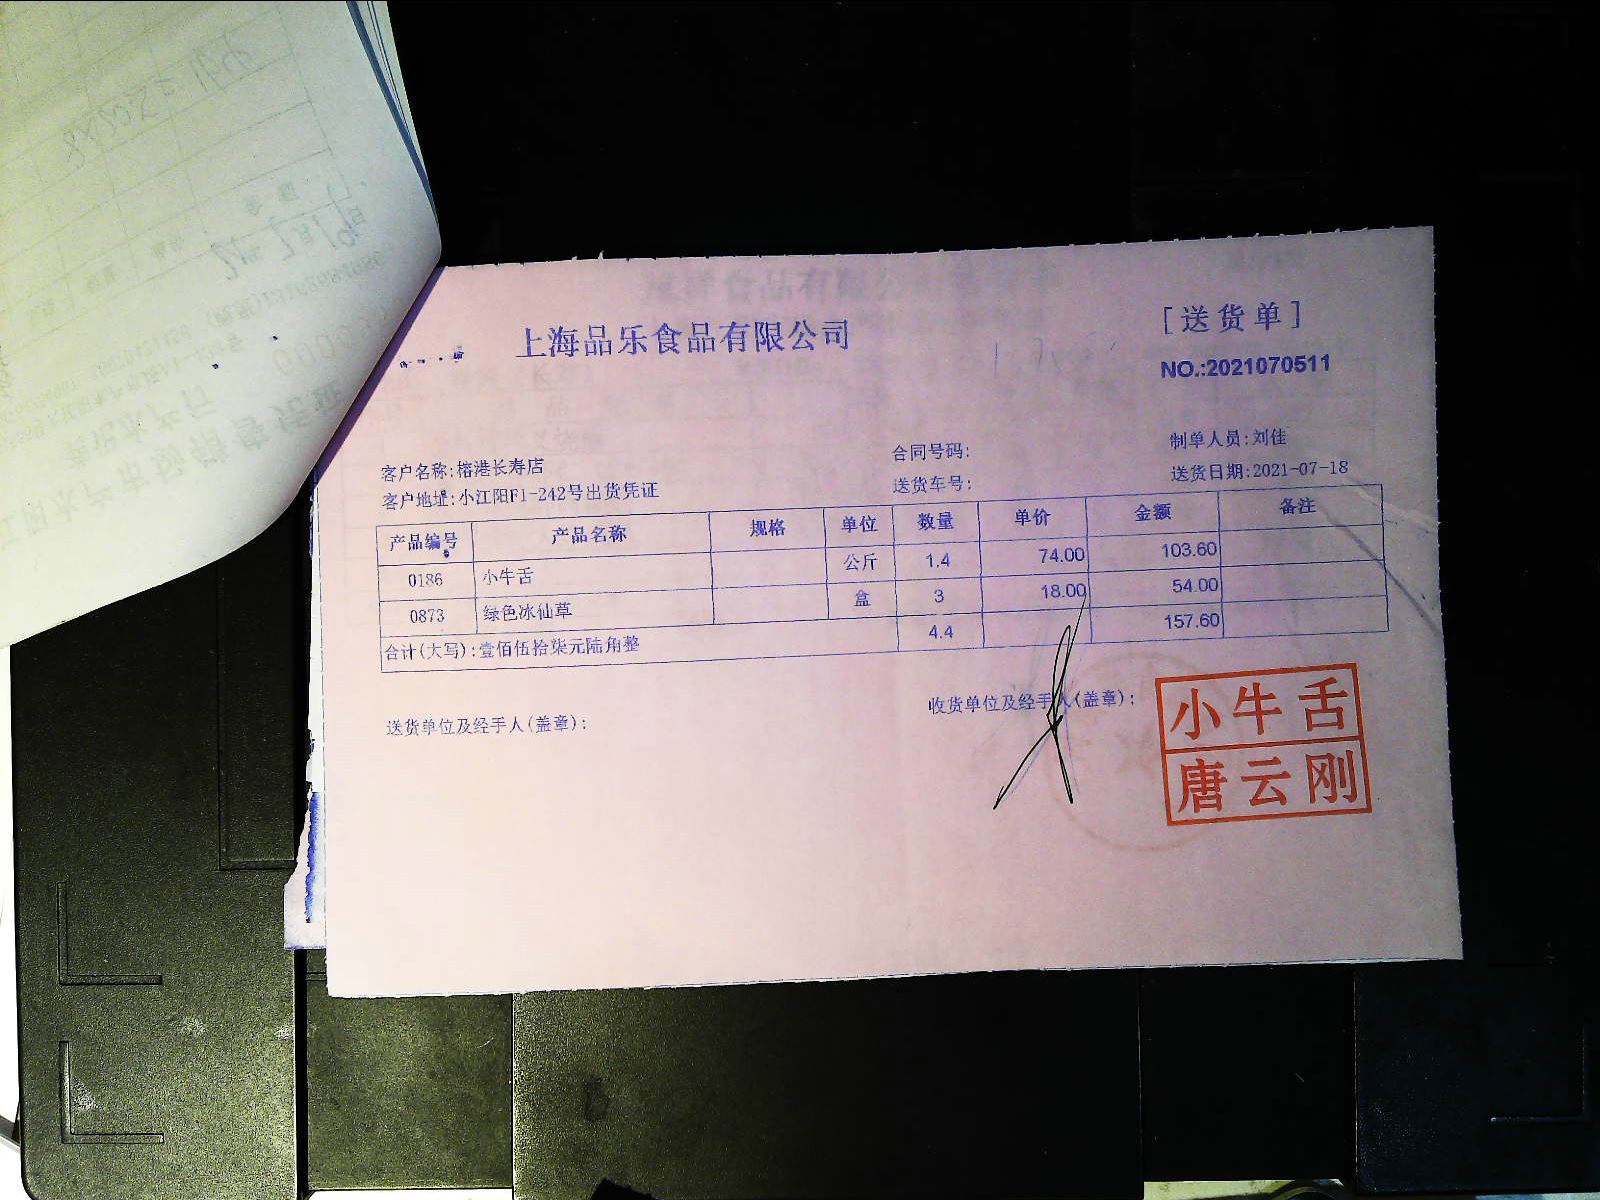 上海品乐食品有限公司
[送货单]
NO.:2021070511
客户名称:榕港长寿店 合同号码: 制单人员:刘佳
客户地址:小江阳F1-242号出货凭证 送货车号: 送货日期:2021-07-18
产品编号 产品名称 规格 单位 数量 单价 金额 备注
0186 小牛舌 公斤 1.4 74.00 103.60
0873 绿色冰仙草 盒 3 18.00 54.00
合计(大写):壹佰伍拾柒元陆角整 4.4 157.60
送货单位及经手人(盖章): 收货单位及经手人(盖章):
小牛舌
唐云刚